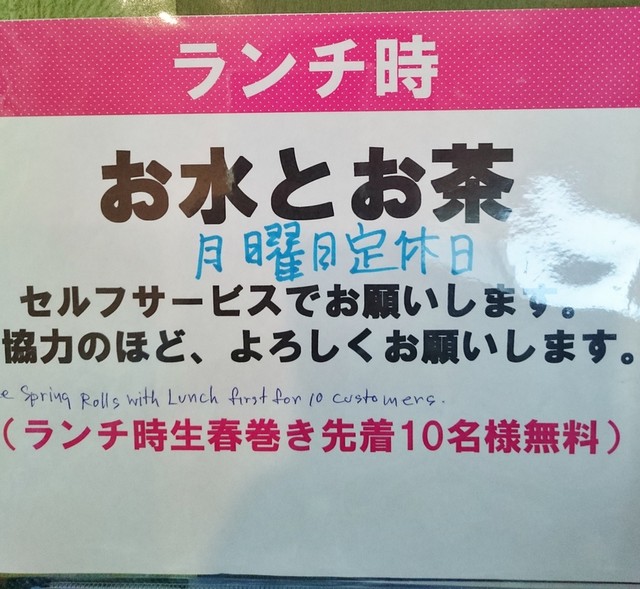 ランチ時
お水とお茶
月曜日定休日
セルフサービスでお願いします。
協力のほど、よろしくお願いします。
e Spring Rolls with Lunch first for 10 customers.
(ランチ時生春巻き先着10名様無料)